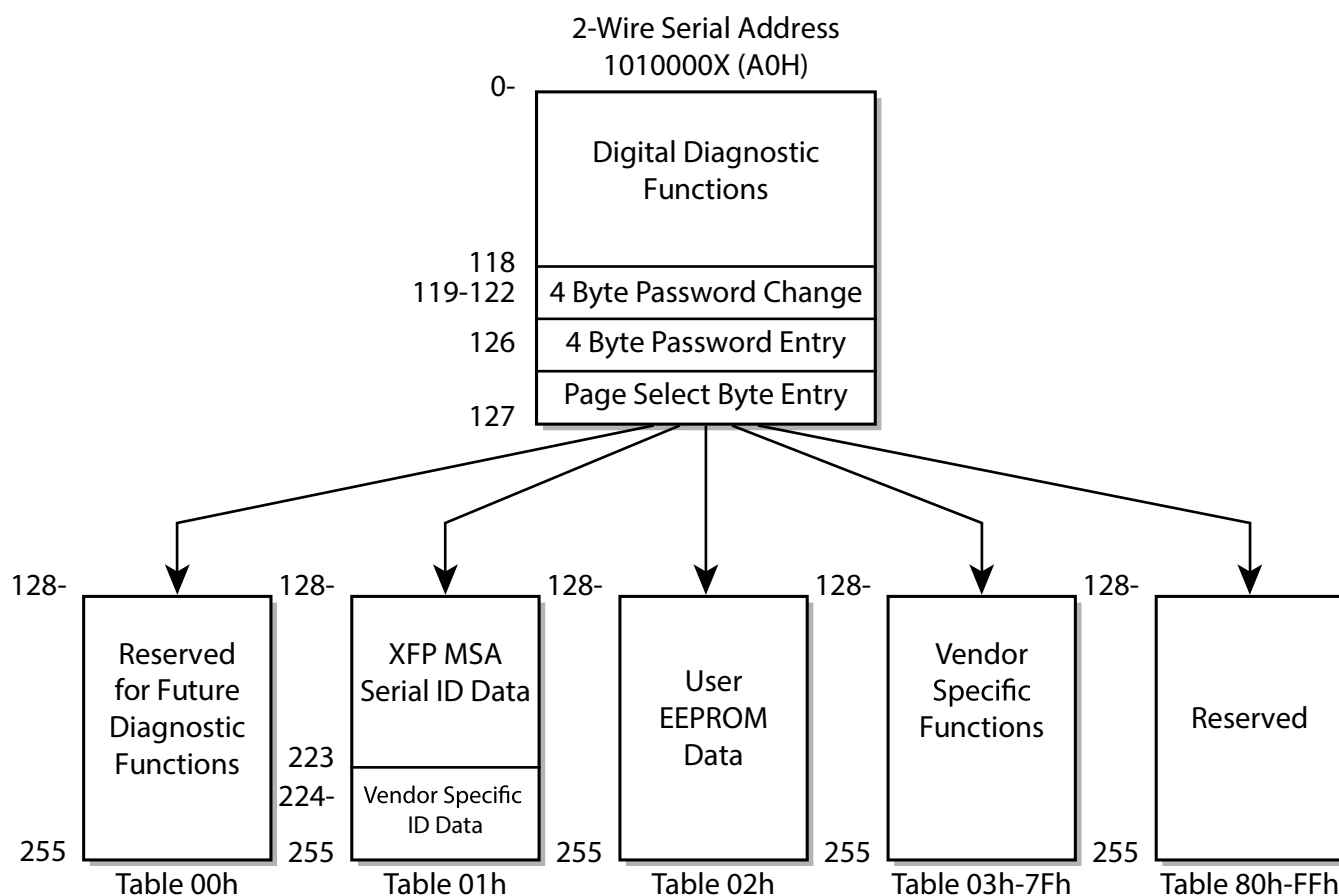 2-Wire Serial Address
1010000X (A0H)
0-
Digital Diagnostic
Functions
118
119-122
4 Byte Password Change
126
4 Byte Password Entry
Page Select Byte Entry
127
128-
Reserved
for Future
Diagnostic
Functions
255
Table 00h
128-
XFP MSA
Serial ID Data
223
224-
Vendor Specific
ID Data
255
Table 01h
128-
User
EEPROM
Data
255
Table 02h
128-
Vendor
Specific
Functions
255
Table 03h-7Fh
128-
Reserved
255
Table 80h-FFh